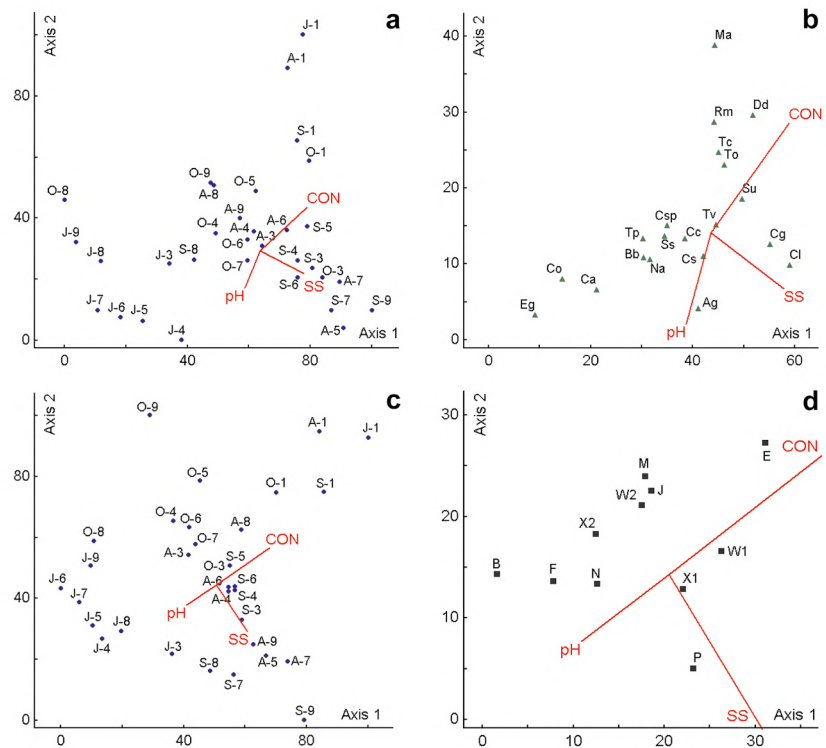 a
Axis 2
J-1
A-1
80
S-1
O-1
O-9
O-5
A-8
O-8
CON
A-9
A-6
40
O-4
A-4
S-5
J-9
O-6
A-3
J-8
J-3
S-8
S-4
S-3
O-7
O-3
SS
A-7
S-6
pH
J-7
J-6
J-5
S-7
S-9
J-4
A-5
Axis 1
0
0
40
80
b
Axis 2
40
Ma
30
Rm
Dd
CON
Tc
To
20
Su
Csp
Tv
Tp
Ss
Cc
Cg
10
Bb
Na
Cs
Cl
Co
Ca
SS
Ag
Eg
pH
Axis 1
0
0
20
40
60
c
Axis 2
O-9
A-1
J-1
80
O-5
O-1
S-1
O-4
O-6
A-8
O-8
O-7
CON
J-9
A-3
O-3
S-5
J-6
A-6
S-6
40
J-7
pH
A-4
S-4
S-3
J-5
J-8
SS
J-4
J-3
A-9
S-8
A-5
A-7
S-7
S-9
Axis 1
0
0
40
80
d
Axis 2
30
E
CON
M
J
W2
20
X2
W1
B
F
N
X1
10
pH
P
SS
Axis 1
0
0
10
20
30